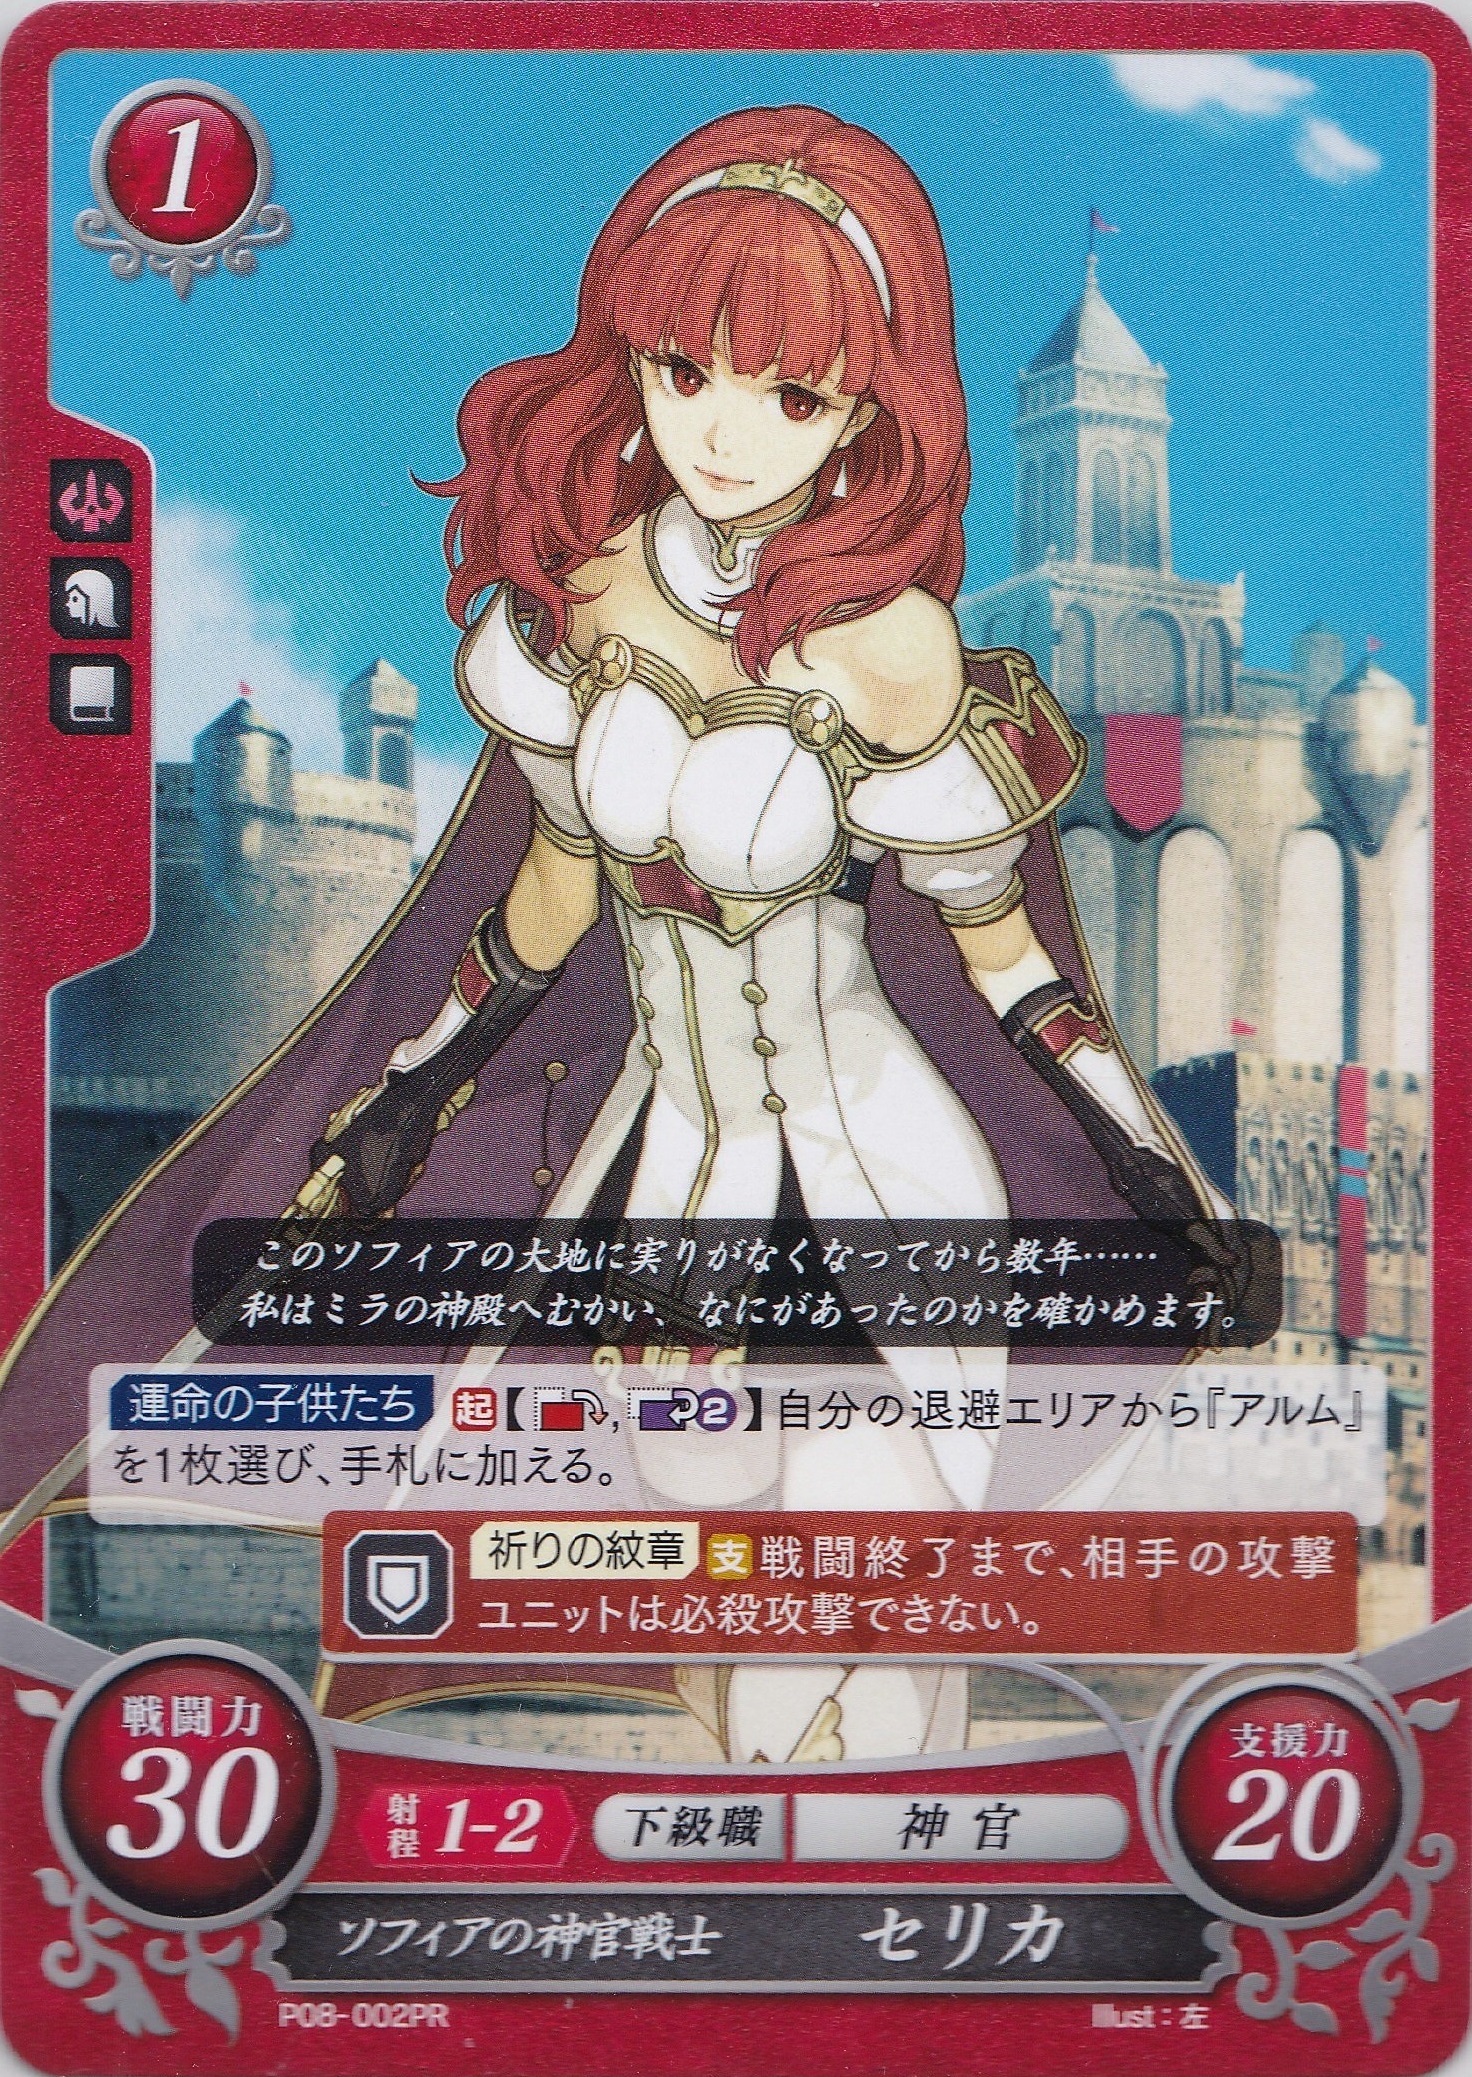 1
このソフィアの大地に実りがなくなってから数年……
私はミラの神殿へむかい、なにがあったのかを確かめます。
運命の子供たち 起【 , 2】自分の退避エリアから『アルム』
を1枚選び、手札に加える。
祈りの紋章 支 戦闘終了まで、相手の攻撃
ユニットは必殺攻撃できない。
戦闘力
30
射程 1-2 下級職 神官
支援力
20
ソフィアの神官戦士 セリカ
P08-002PR Illust：左